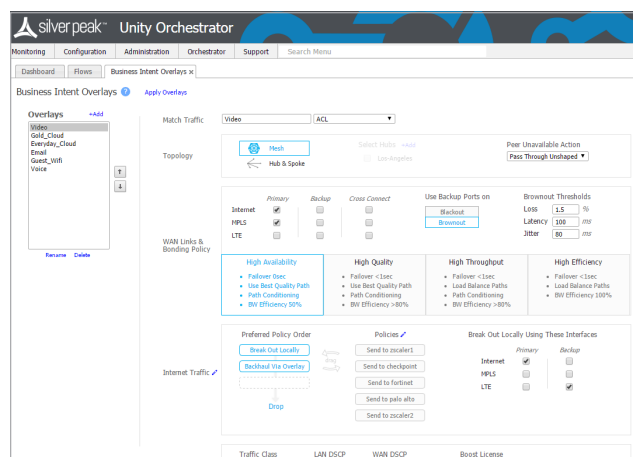 silver peak™ Unity Orchestrator
Monitoring Configuration Administration Orchestrator Support Search Menu
Dashboard Flows Business Intent Overlays ×
Business Intent Overlays ? Apply Overlays
Overlays +Add
Video
Gold_Cloud
Everyday_Cloud
Email
Guest_Wifi
Voice
Rename Delete
Match Traffic Video ACL
Topology
Mesh
Hub & Spoke
Select Hubs +Add
Los-Angeles
Peer Unavailable Action
Pass Through Unshaped
WAN Links &
Bonding Policy
Primary Backup Cross Connect
Internet
MPLS
LTE
Use Backup Ports on
Blackout
Brownout
Brownout Thresholds
Loss 1.5 %
Latency 100 ms
Jitter 80 ms
High Availability
• Failover 0sec
• Use Best Quality Path
• Path Conditioning
• BW Efficiency 50%
High Quality
• Failover <1sec
• Use Best Quality Path
• Path Conditioning
• BW Efficiency >80%
High Throughput
• Failover <1sec
• Load Balance Paths
• Path Conditioning
• BW Efficiency >80%
High Efficiency
• Failover <1sec
• Load Balance Paths
• BW Efficiency 100%
Internet Traffic
Preferred Policy Order
Break Out Locally
Backhaul Via Overlay
Drop
drag
Policies
Send to zscaler1
Send to checkpoint
Send to fortinet
Send to palo alto
Send to zscaler2
Break Out Locally Using These Interfaces
Primary Backup
Internet
MPLS
LTE
Traffic Class LAN DSCP WAN DSCP Boost License